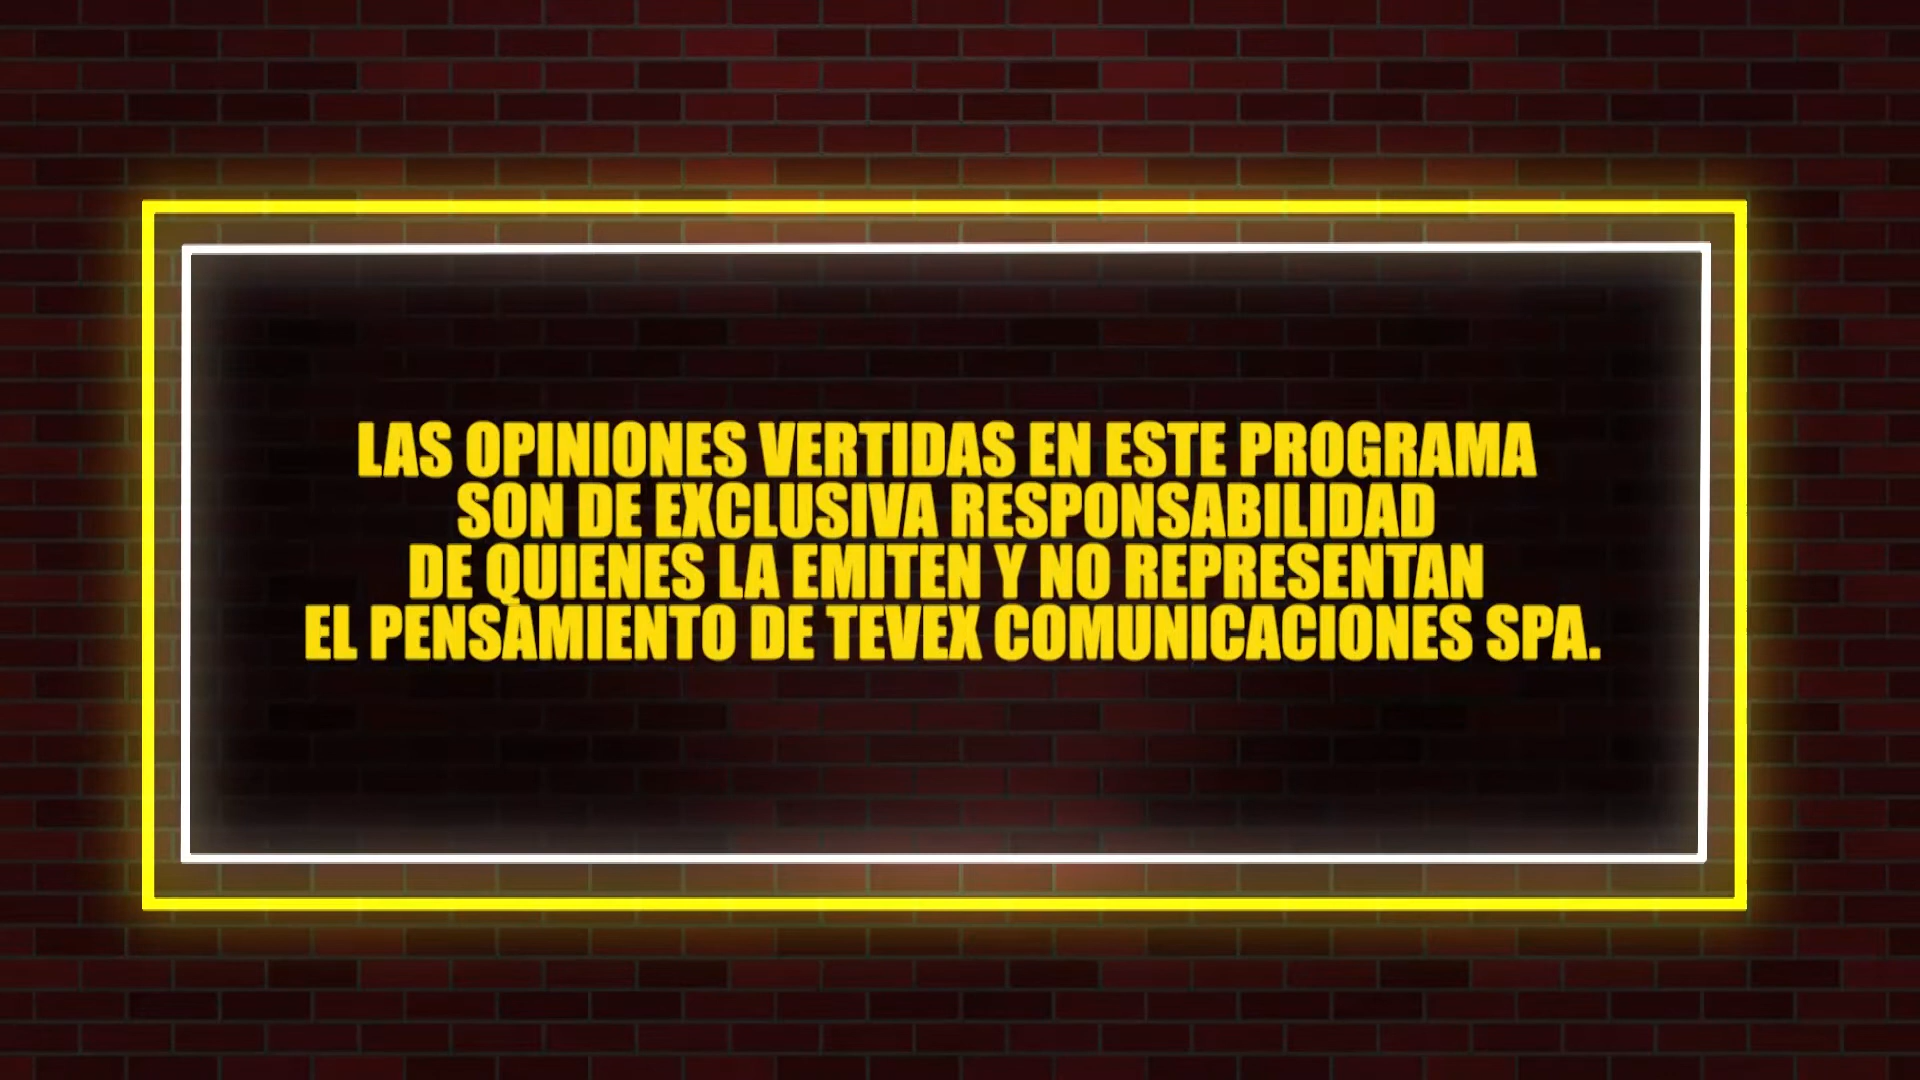 LAS OPINIONES VERTIDAS EN ESTE PROGRAMA
SON DE EXCLUSIVA RESPONSABILIDAD
DE QUIENES LA EMITEN Y NO REPRESENTAN
EL PENSAMIENTO DE TEVEX COMUNICACIONES SPA.